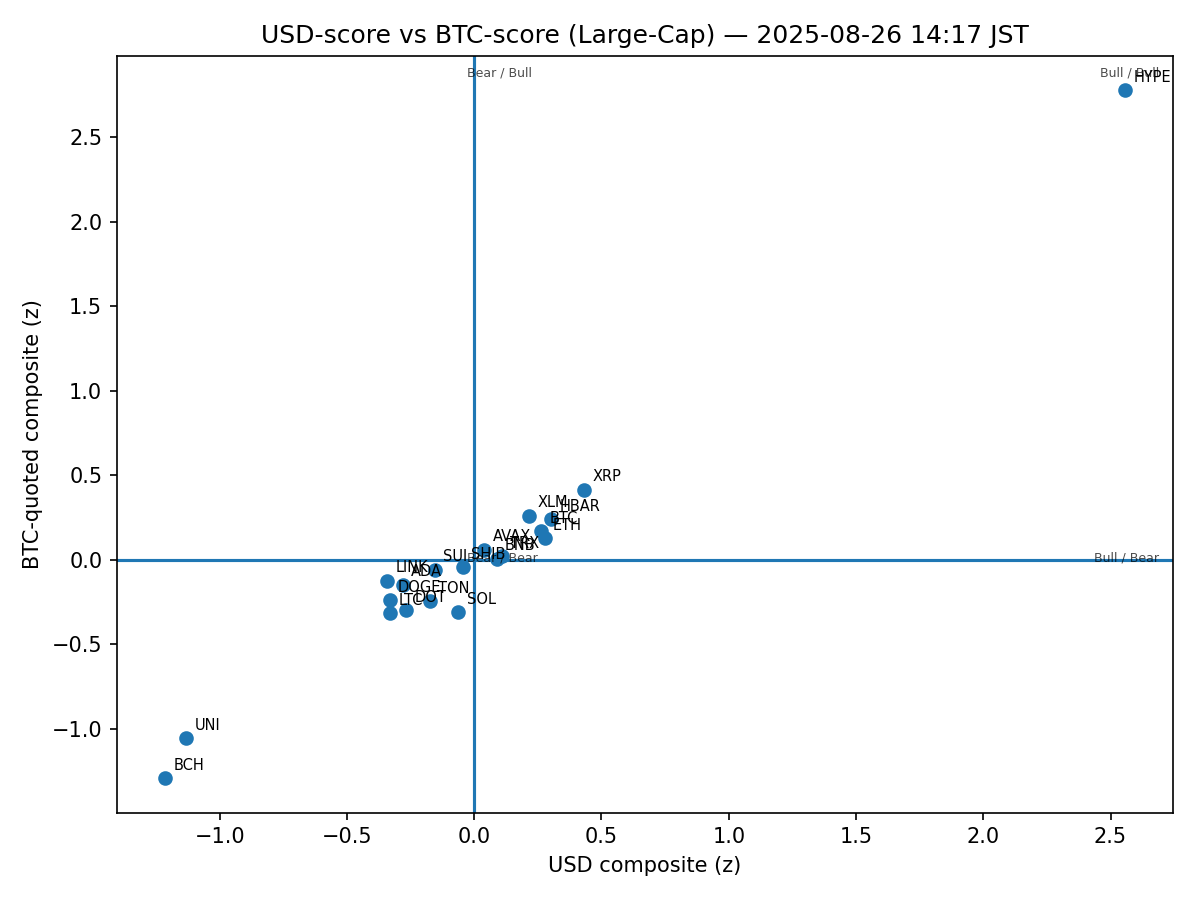 USD-score vs BTC-score (Large-Cap) — 2025-08-26 14:17 JST
Bear / Bull
Bull / Bull
HYPE
2.5
2.0
1.5
1.0
0.5
0.0
−0.5
−1.0
BTC-quoted composite (z)
XRP
XLM
HBAR
BTC
ETH
AVAX
TRX
BNB
SHIB
SUI
Bear / Bear
Bull / Bear
LINK
ADA
DOGE
TON
DOT
LTC
SOL
UNI
BCH
−1.0
−0.5
0.0
0.5
1.0
1.5
2.0
2.5
USD composite (z)